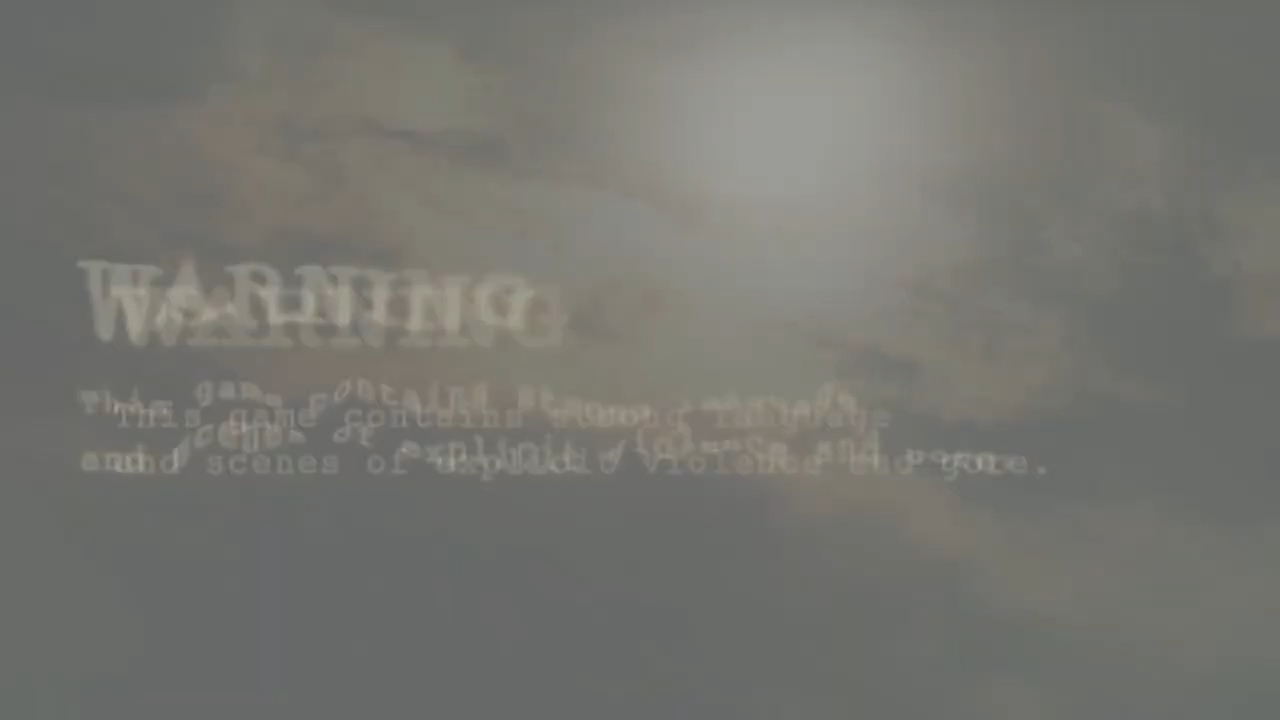 WARNING
This game contains strong language
and scenes of explicit violence and gore.